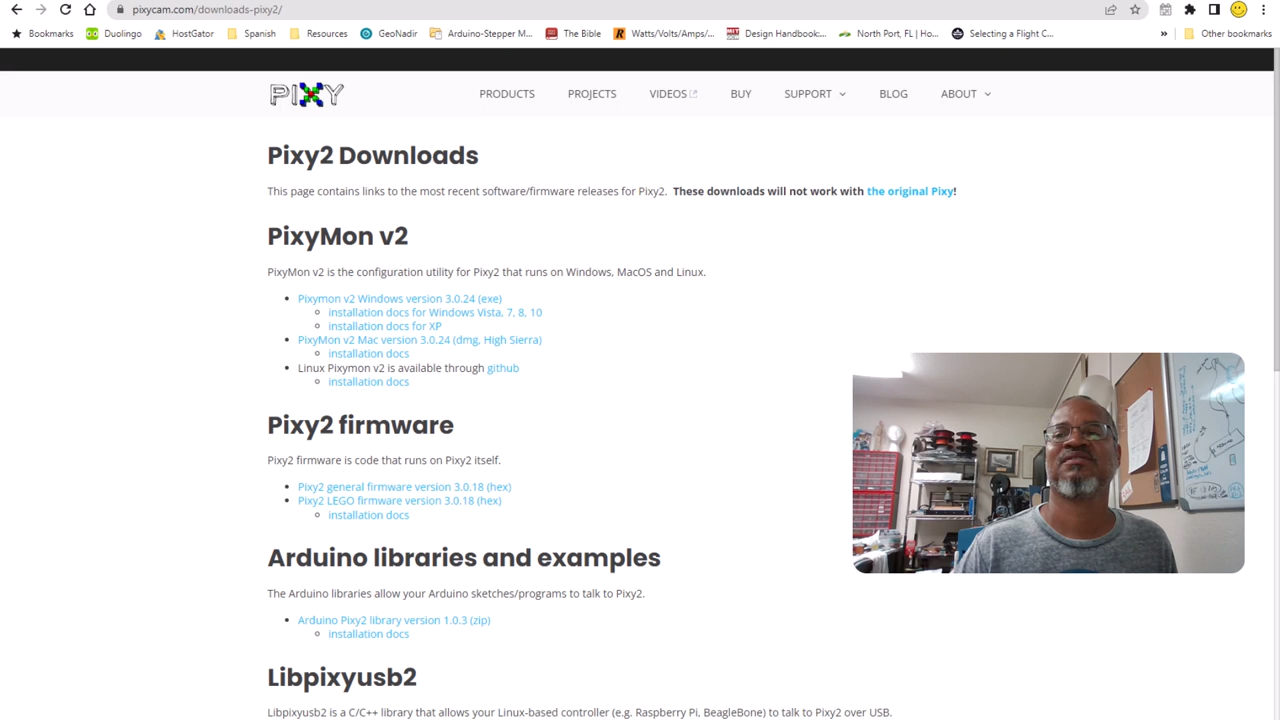 pixycam.com/downloads-pixy2/
Bookmarks Duolingo HostGator Spanish Resources GeoNadir Arduino-Stepper M... The Bible Watts/Volts/Amps/... Design Handbook:... North Port, FL | Ho... Selecting a Flight C... » Other bookmarks
PIXY PRODUCTS PROJECTS VIDEOS BUY SUPPORT BLOG ABOUT
Pixy2 Downloads
This page contains links to the most recent software/firmware releases for Pixy2. These downloads will not work with the original Pixy!
PixyMon v2
PixyMon v2 is the configuration utility for Pixy2 that runs on Windows, MacOS and Linux.
Pixymon v2 Windows version 3.0.24 (exe)
installation docs for Windows Vista, 7, 8, 10
installation docs for XP
PixyMon v2 Mac version 3.0.24 (dmg, High Sierra)
installation docs
Linux Pixymon v2 is available through github
installation docs
Pixy2 firmware
Pixy2 firmware is code that runs on Pixy2 itself.
Pixy2 general firmware version 3.0.18 (hex)
Pixy2 LEGO firmware version 3.0.18 (hex)
installation docs
Arduino libraries and examples
The Arduino libraries allow your Arduino sketches/programs to talk to Pixy2.
Arduino Pixy2 library version 1.0.3 (zip)
installation docs
Libpixyusb2
Libpixyusb2 is a C/C++ library that allows your Linux-based controller (e.g. Raspberry Pi, BeagleBone) to talk to Pixy2 over USB.